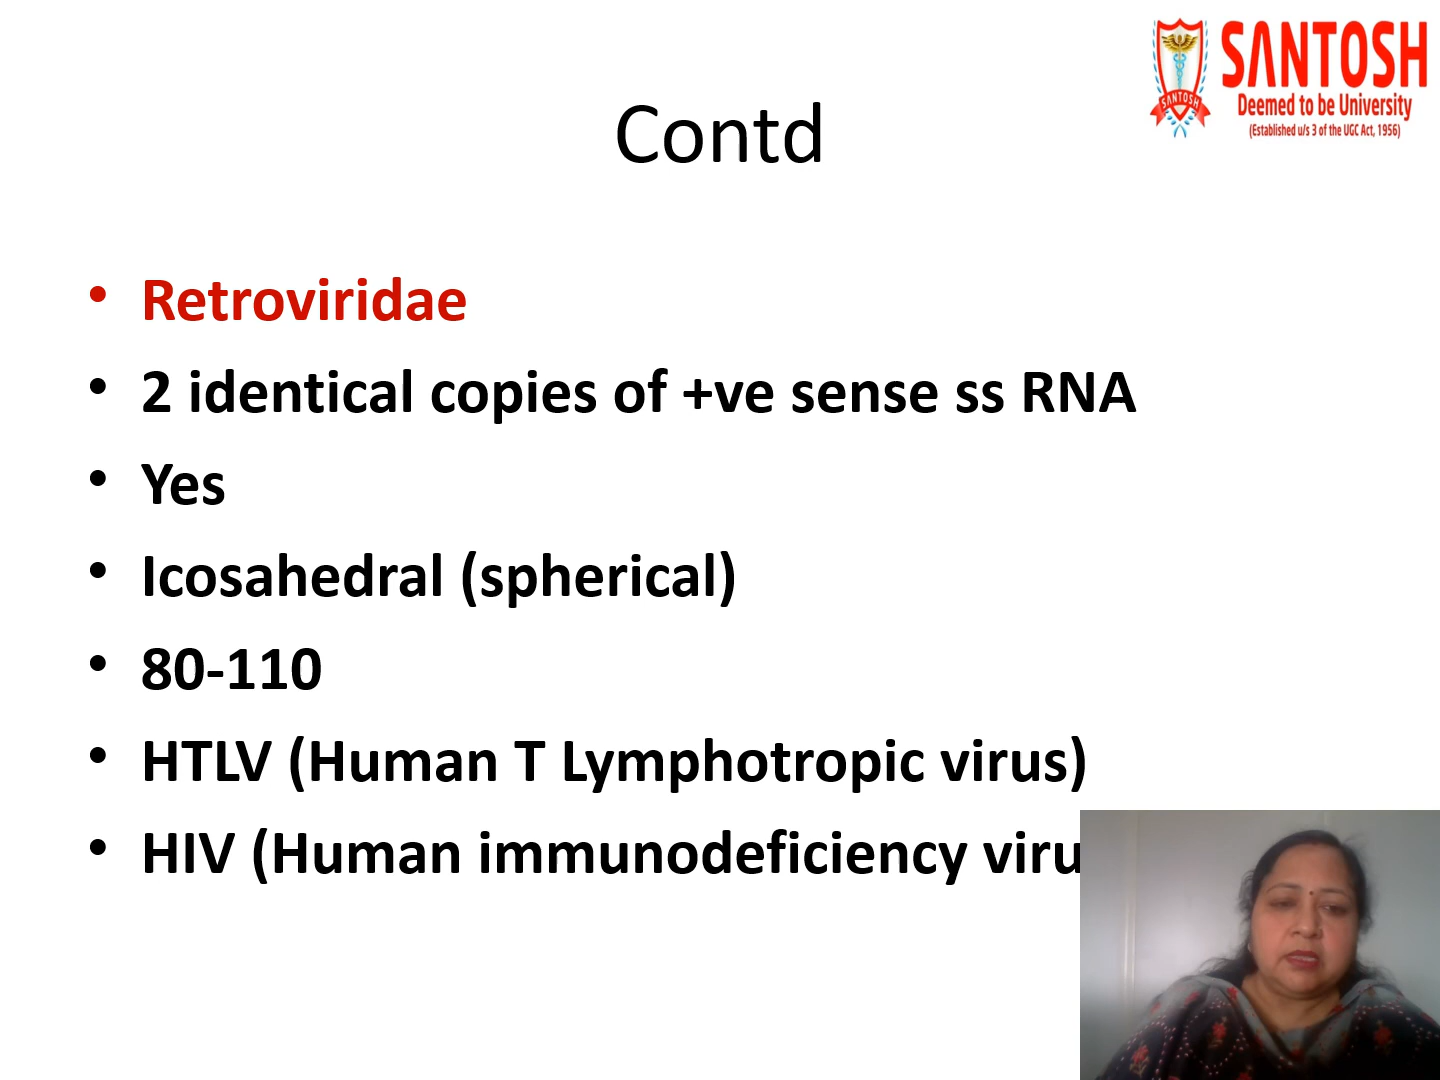 SANTOSH
Deemed to be University
(Established u/s 3 of the UGC Act, 1956)
SANTOSH
Contd
• Retroviridae
• 2 identical copies of +ve sense ss RNA
• Yes
• Icosahedral (spherical)
• 80-110
• HTLV (Human T Lymphotropic virus)
• HIV (Human immunodeficiency viru